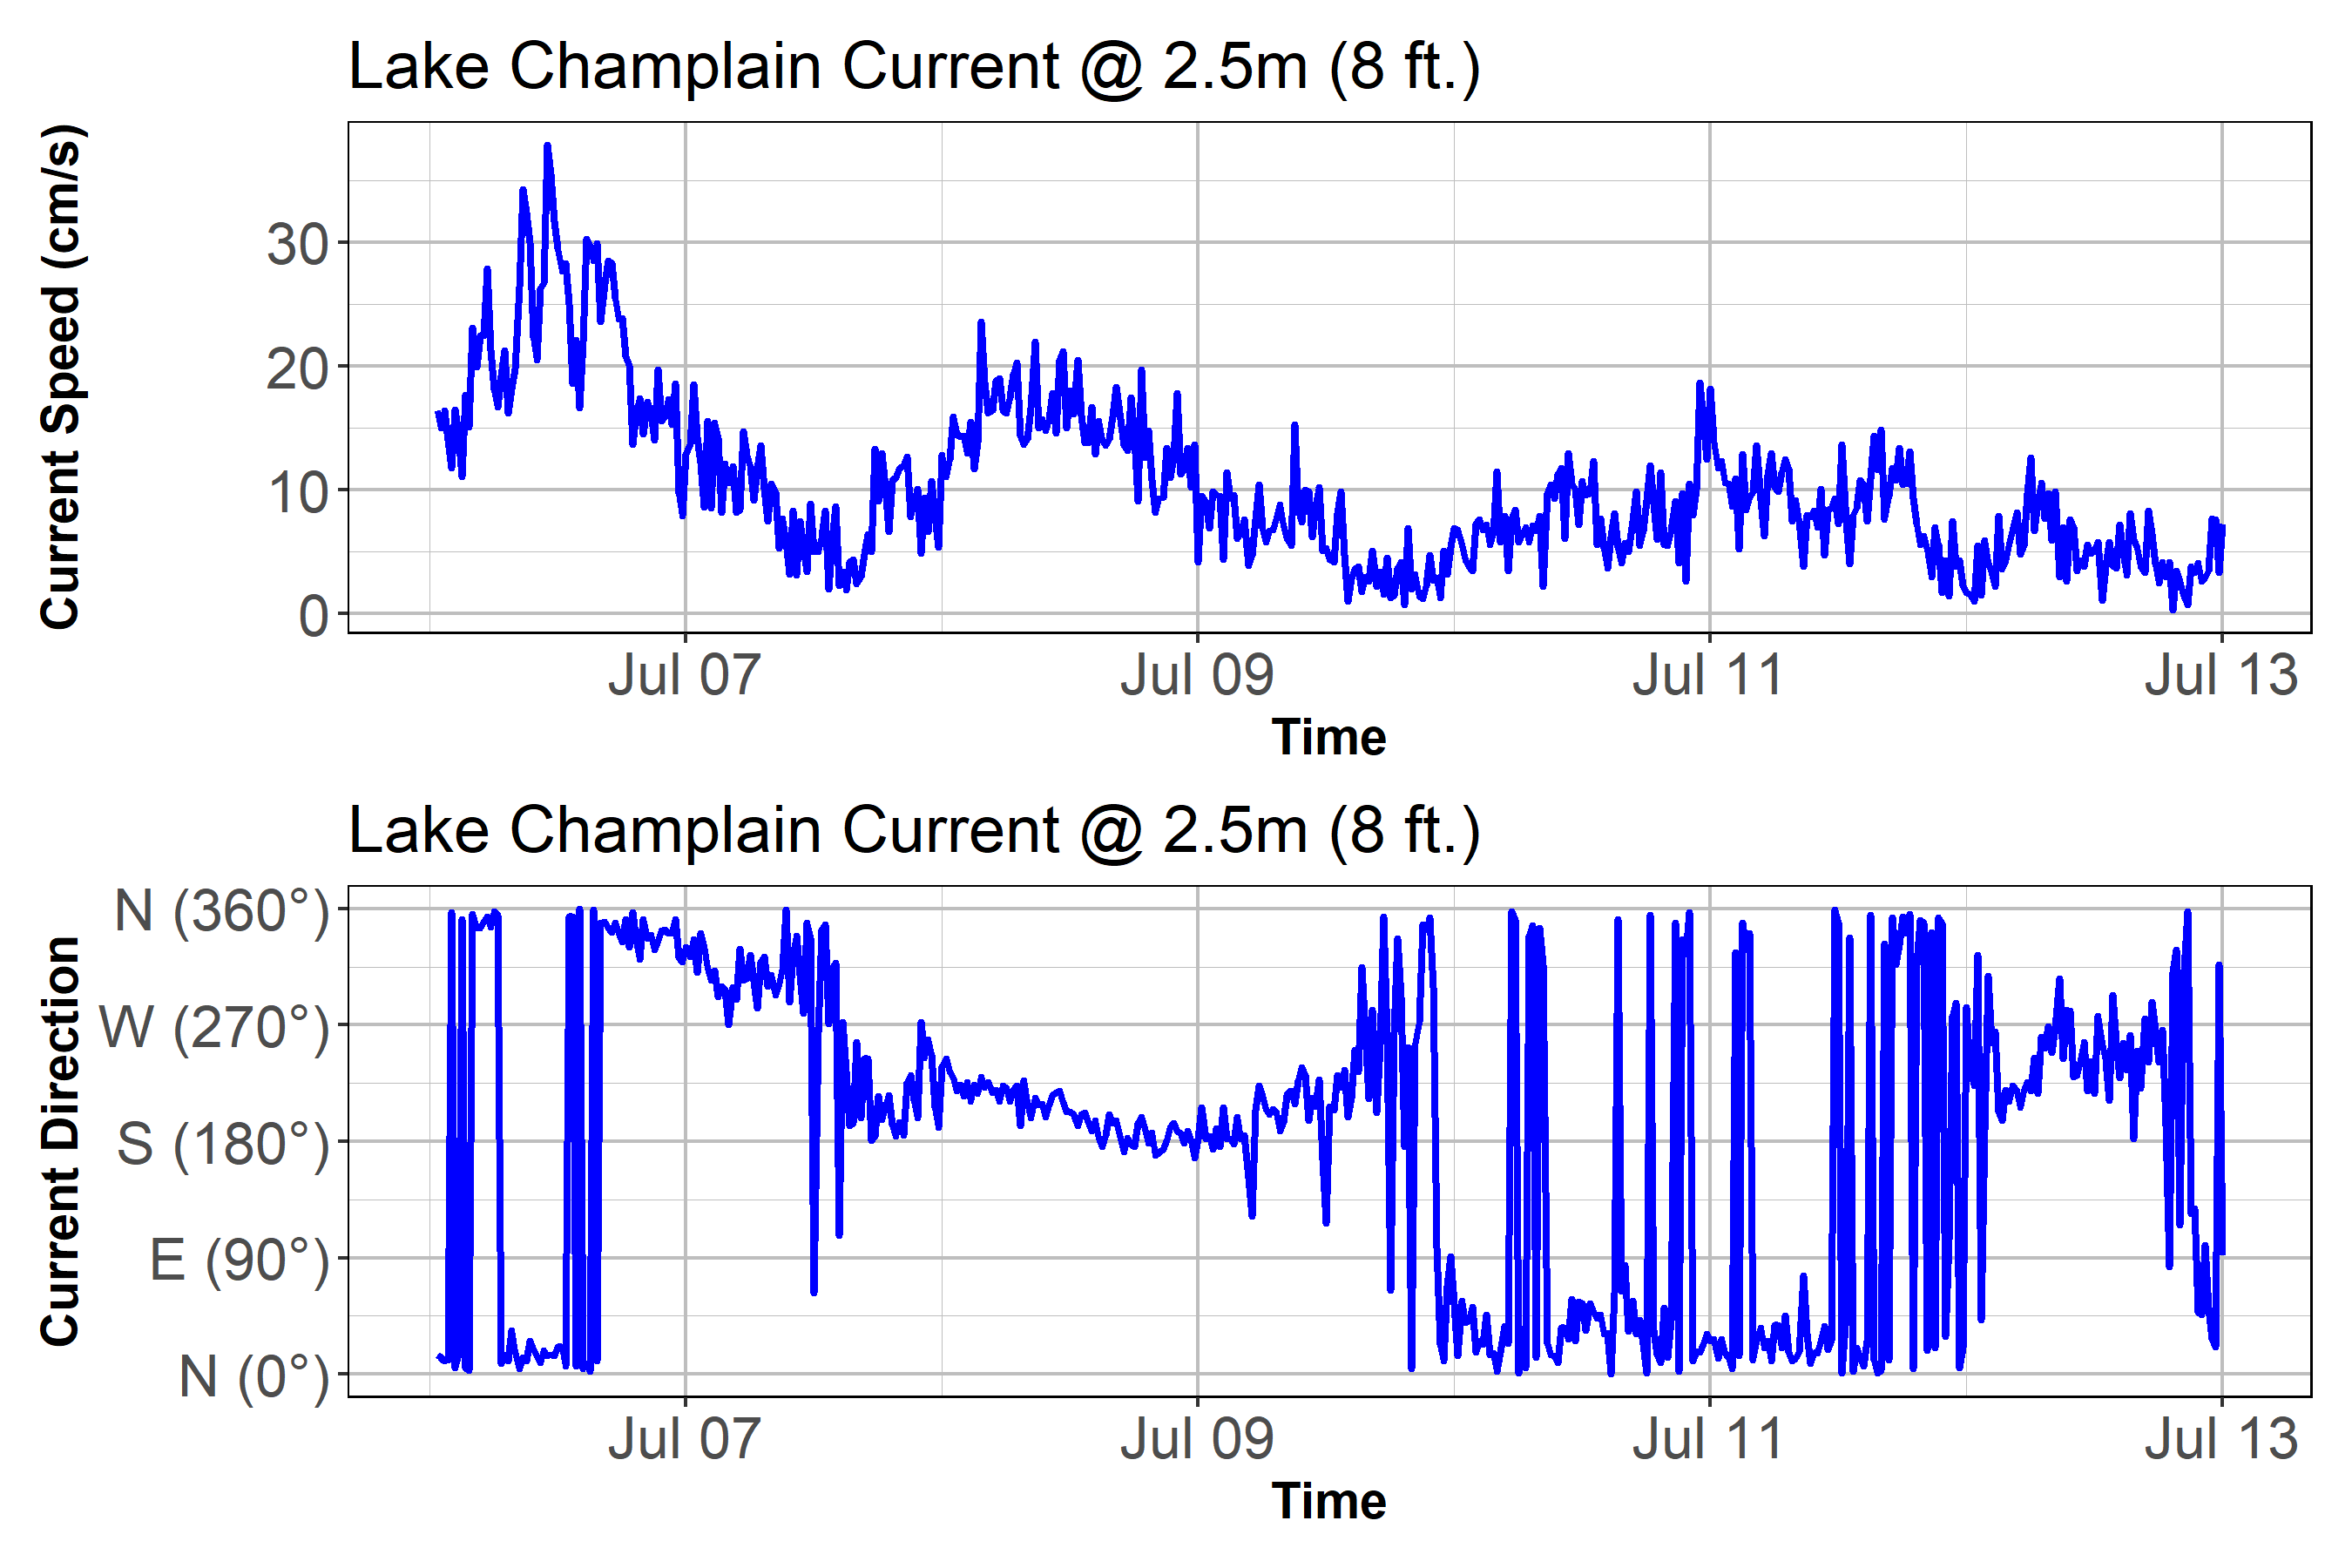 Lake Champlain Current @ 2.5m (8 ft.)
Current Speed (cm/s)
30
20
10
0
Jul 07 Jul 09 Jul 11 Jul 13
Time
Lake Champlain Current @ 2.5m (8 ft.)
Current Direction
N (360°)
W (270°)
S (180°)
E (90°)
N (0°)
Jul 07 Jul 09 Jul 11 Jul 13
Time